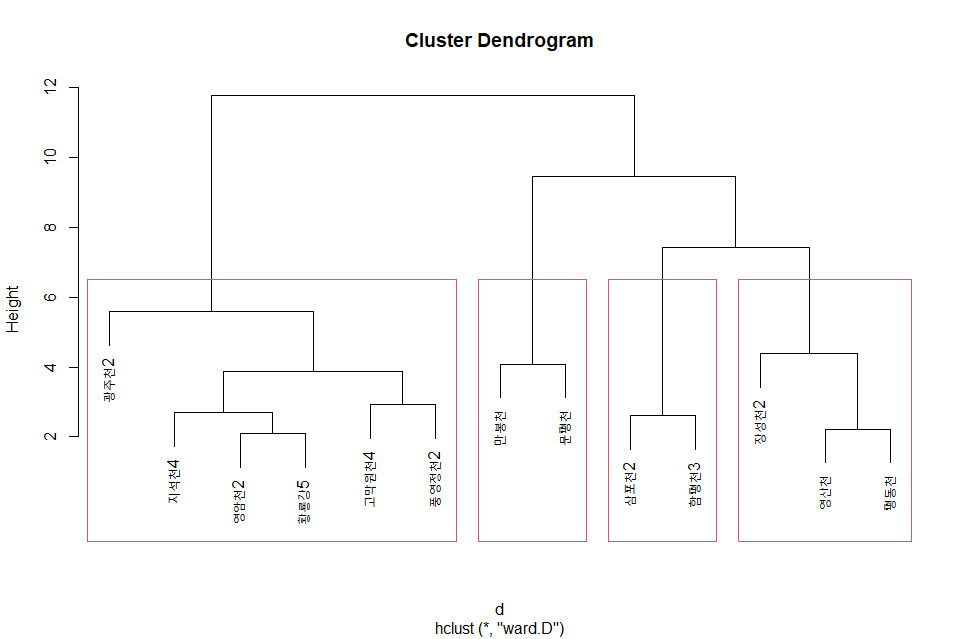 Cluster Dendrogram
Height
12
10
8
6
4
2
광주천2
지석천4
영암천2
황룡강5
고막원천4
풍영정천2
만봉천
문평천
삼포천2
함평천3
장성천2
영산천
평동천
d
hclust (*, "ward.D")